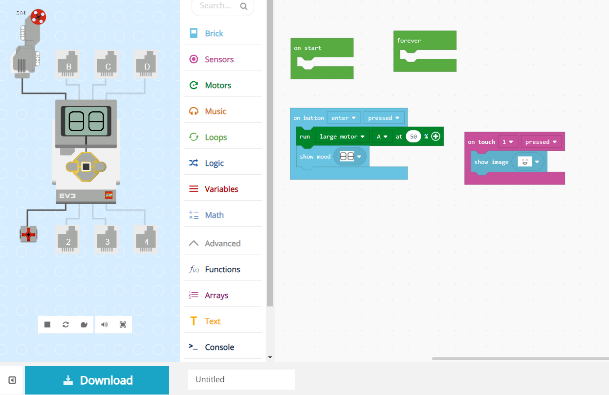 Search...
Brick
Sensors
Motors
Music
Loops
Logic
Variables
Math
Advanced
f(x) Functions
Arrays
T Text
>_ Console
B
C
D
EV3
LEGO
2
3
4
Download
Untitled
on start
forever
on button enter pressed
run large motor A at 50 %
show mood
on touch 1 pressed
show image